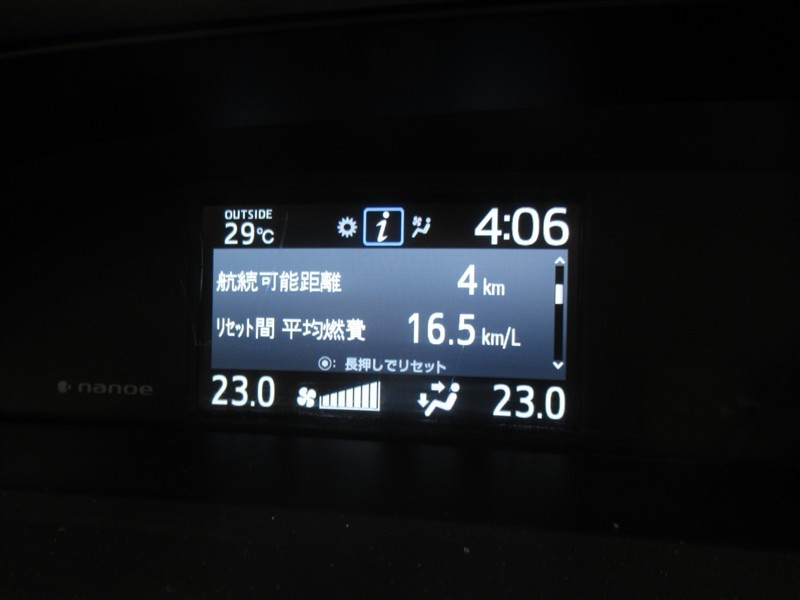 OUTSIDE
29℃
4:06
航続可能距離 4 km
リセット間 平均燃費 16.5 km/L
◉: 長押しでリセット
23.0 23.0
nanoe